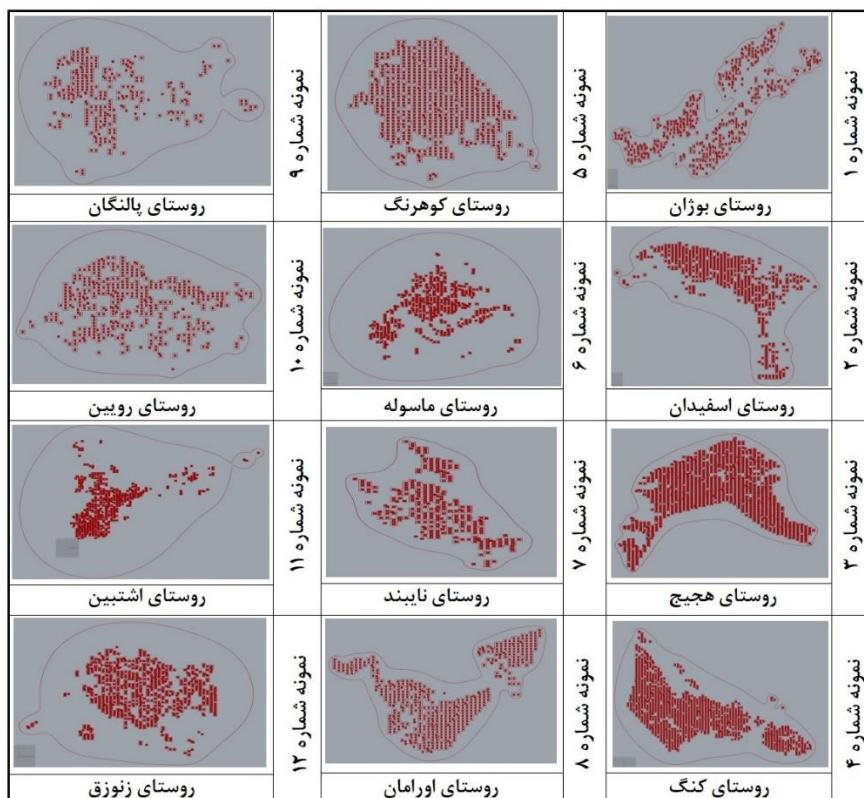 نمونه شماره ۱
روستای بوژان
نمونه شماره ۵
روستای کوهرنگ
نمونه شماره ۹
روستای پالنگان
نمونه شماره ۲
روستای اسفیدان
نمونه شماره ۶
روستای ماسوله
نمونه شماره ۱۰
روستای رویین
نمونه شماره ۳
روستای هجیج
نمونه شماره ۷
روستای نایبند
نمونه شماره ۱۱
روستای اشتبین
نمونه شماره ۴
روستای کنگ
نمونه شماره ۸
روستای اورامان
نمونه شماره ۱۲
روستای زنوزق